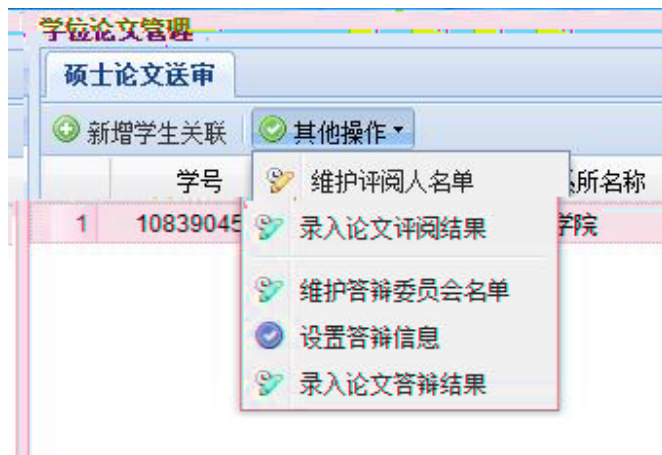 学位论文管理
硕士论文送审
新增学生关联 其他操作
学号 所名称
维护评阅人名单
1 10839045 学院
录入论文评阅结果
维护答辩委员会名单
设置答辩信息
录入论文答辩结果